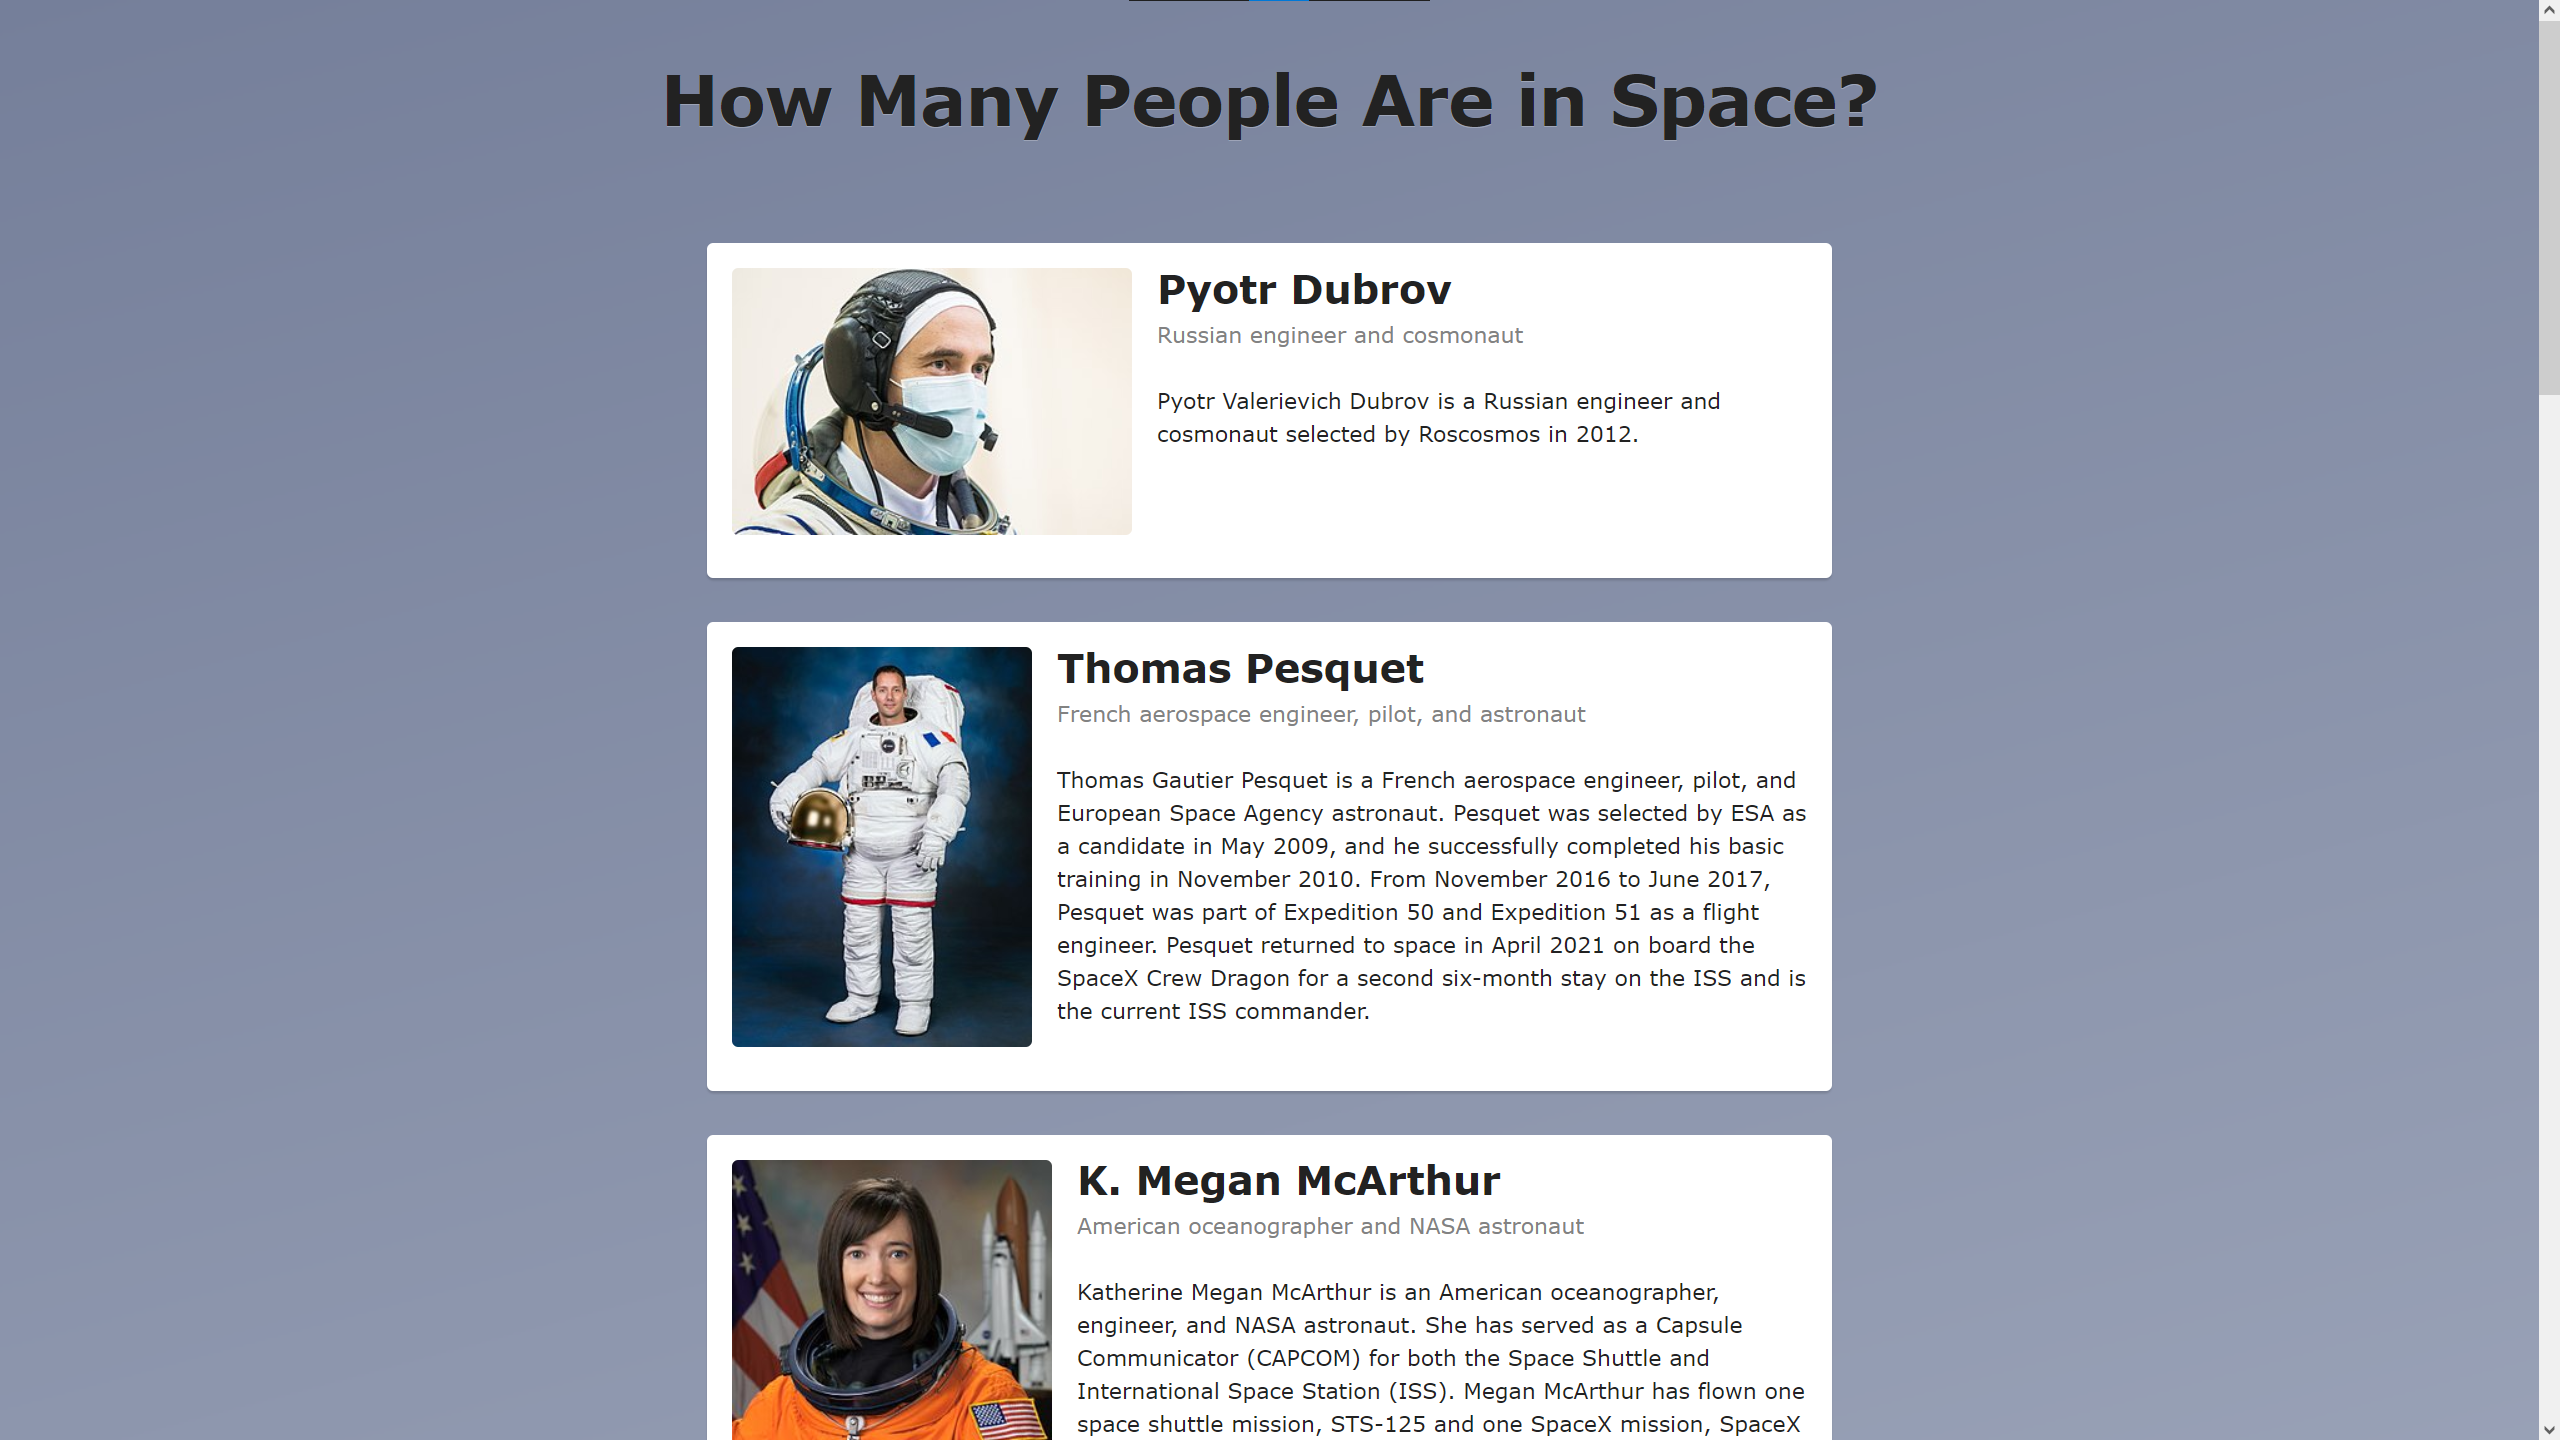 How Many People Are in Space?
Pyotr Dubrov
Russian engineer and cosmonaut
Pyotr Valerievich Dubrov is a Russian engineer and
cosmonaut selected by Roscosmos in 2012.
Thomas Pesquet
French aerospace engineer, pilot, and astronaut
Thomas Gautier Pesquet is a French aerospace engineer, pilot, and
European Space Agency astronaut. Pesquet was selected by ESA as
a candidate in May 2009, and he successfully completed his basic
training in November 2010. From November 2016 to June 2017,
Pesquet was part of Expedition 50 and Expedition 51 as a flight
engineer. Pesquet returned to space in April 2021 on board the
SpaceX Crew Dragon for a second six-month stay on the ISS and is
the current ISS commander.
K. Megan McArthur
American oceanographer and NASA astronaut
Katherine Megan McArthur is an American oceanographer,
engineer, and NASA astronaut. She has served as a Capsule
Communicator (CAPCOM) for both the Space Shuttle and
International Space Station (ISS). Megan McArthur has flown one
space shuttle mission, STS-125 and one SpaceX mission, SpaceX